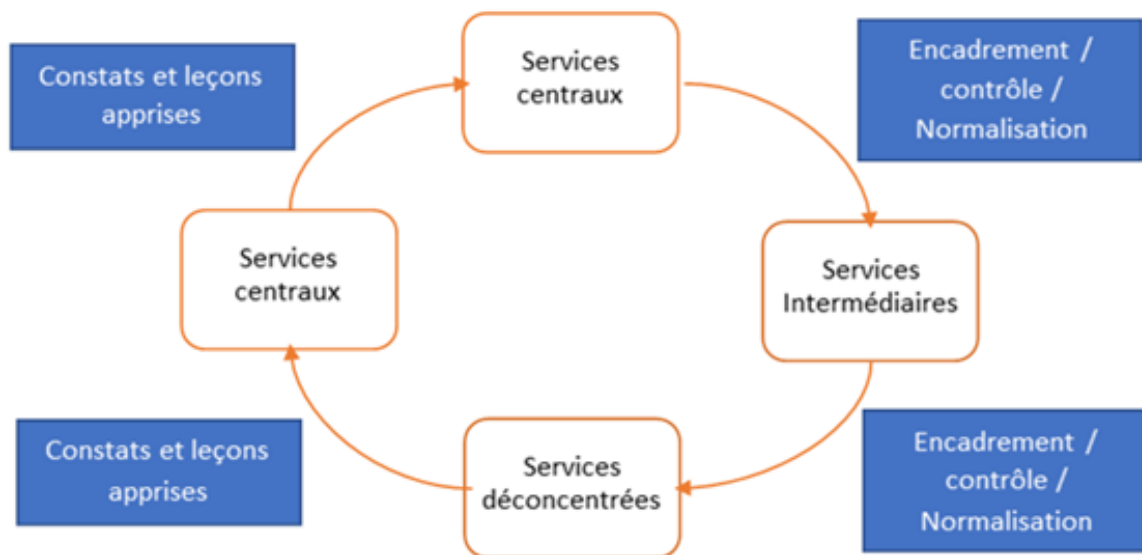 Constats et leçons
apprises
Services
centraux
Encadrement /
contrôle /
Normalisation
Services
centraux
Services
Intermédiaires
Constats et leçons
apprises
Services
déconcentrées
Encadrement /
contrôle /
Normalisation